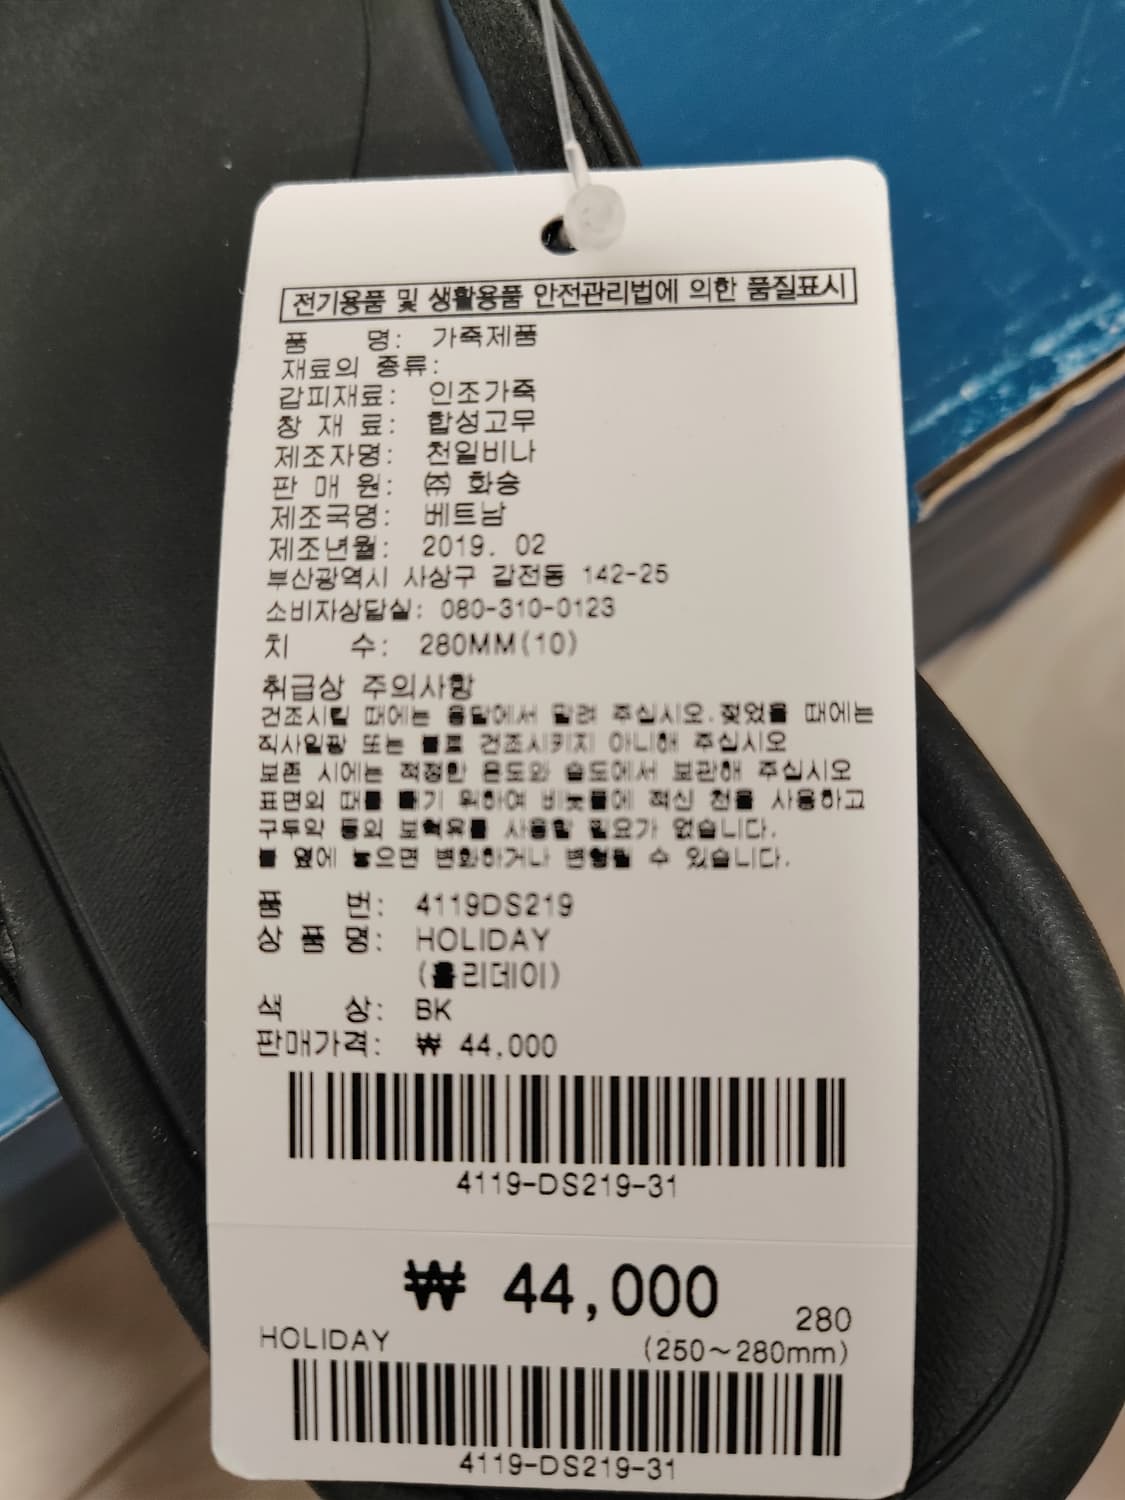 전기용품 및 생활용품 안전관리법에 의한 품질표시
품 명: 가죽제품
재료의 종류:
갑피재료: 인조가죽
창 재 료: 합성고무
제조자명: 천일비나
판 매 원: ㈜ 화승
제조국명: 베트남
제조년월: 2019. 02
부산광역시 사상구 감전동 142-25
소비자상담실: 080-310-0123
치 수: 280MM(10)
취급상 주의사항
건조시킬 때에는 응달에서 말려 주십시오.젖었을 때에는
직사일광 또는 불로 건조시키지 아니해 주십시오
보존 시에는 적정한 온도와 습도에서 보관해 주십시오
표면의 때를 빼기 위하여 비눗물에 적신 천을 사용하고
구두약 등의 보혁유를 사용할 필요가 없습니다.
불 옆에 놓으면 변화하거나 변형될 수 있습니다.
품 번: 4119DS219
상 품 명: HOLIDAY
(홀리데이)
색 상: BK
판매가격: ₩ 44,000
4119-DS219-31
₩ 44,000
280
HOLIDAY (250~280mm)
4119-DS219-31